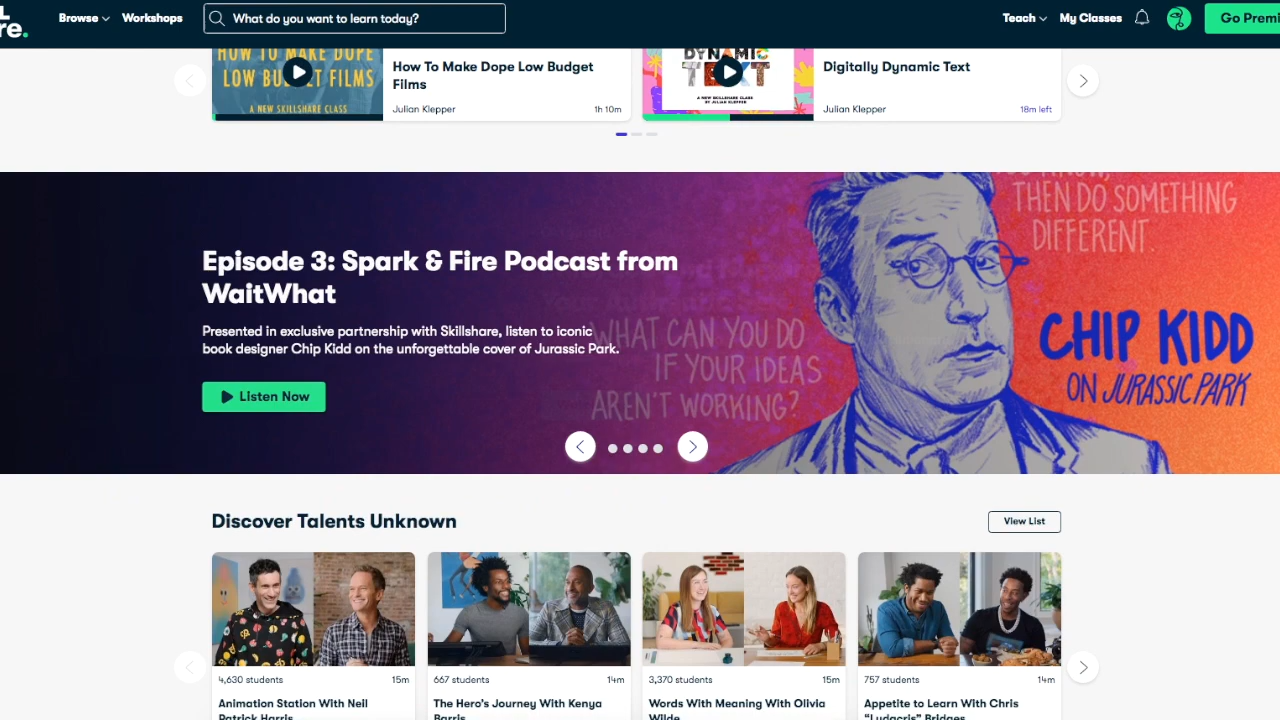 re.
Browse
Workshops
What do you want to learn today?
Teach
My Classes
Go Premi
HOW TO MAKE DOPE
LOW BUDGET FILMS
A NEW SKILLSHARE CLASS
How To Make Dope Low Budget
Films
Julian Klepper
1h 10m
DYNAMIC
TEXT
A NEW SKILLSHARE CLASS
BY JULIAN KLEPPER
Digitally Dynamic Text
Julian Klepper
18m left
Episode 3: Spark & Fire Podcast from
WaitWhat
Presented in exclusive partnership with Skillshare, listen to iconic
book designer Chip Kidd on the unforgettable cover of Jurassic Park.
Listen Now
THEN DO SOMETHING
DIFFERENT.
WHAT CAN YOU DO
IF YOUR IDEAS
AREN'T WORKING?
CHIP KIDD
ON JURASSIC PARK
Discover Talents Unknown
View List
4,630 students
15m
Animation Station With Neil
Patrick Harris
667 students
14m
The Hero's Journey With Kenya
Barris
3,370 students
15m
Words With Meaning With Olivia
Wilde
757 students
14m
Appetite to Learn With Chris
“Ludacris” Bridges